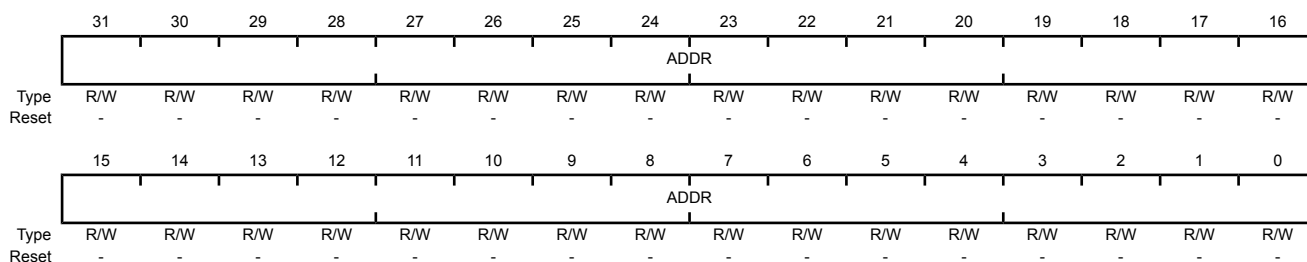 31 30 29 28 27 26 25 24 23 22 21 20 19 18 17 16
ADDR
Type R/W R/W R/W R/W R/W R/W R/W R/W R/W R/W R/W R/W R/W R/W R/W R/W
Reset - - - - - - - - - - - - - - - -
15 14 13 12 11 10 9 8 7 6 5 4 3 2 1 0
ADDR
Type R/W R/W R/W R/W R/W R/W R/W R/W R/W R/W R/W R/W R/W R/W R/W R/W
Reset - - - - - - - - - - - - - - - -